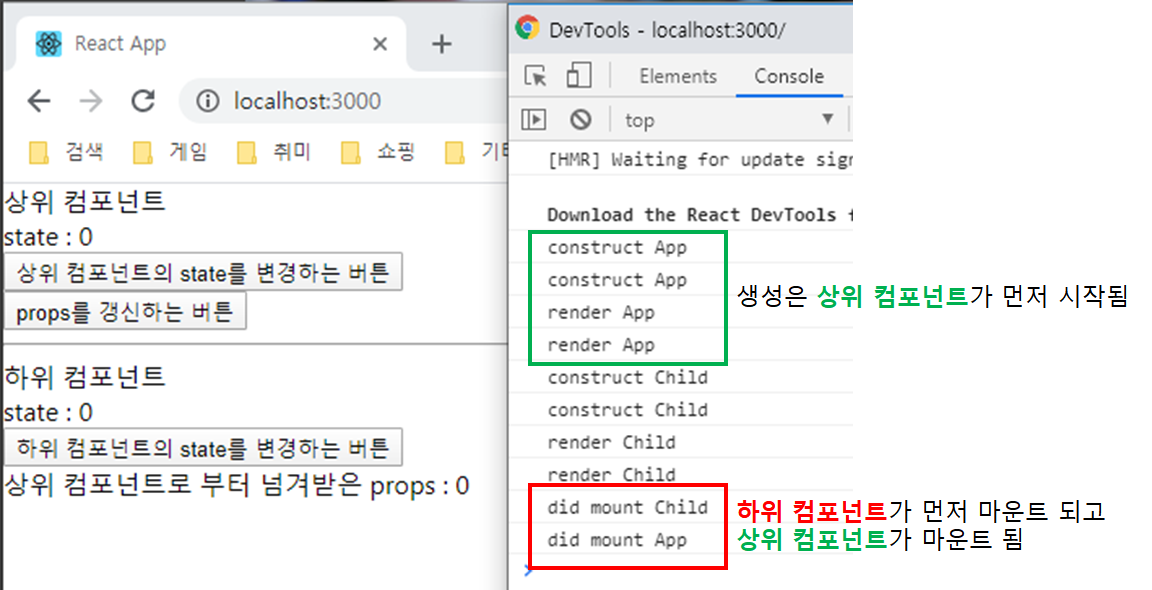 React App
localhost:3000
검색
게임
취미
쇼핑
상위 컴포넌트
state : 0
상위 컴포넌트의 state를 변경하는 버튼
props를 갱신하는 버튼
하위 컴포넌트
state : 0
하위 컴포넌트의 state를 변경하는 버튼
상위 컴포넌트로 부터 넘겨받은 props : 0
DevTools - localhost:3000/
Elements
Console
top
[HMR] Waiting for update
Download the React DevTools
construct App
construct App
render App
render App
construct Child
construct Child
render Child
render Child
did mount Child
did mount App
생성은 상위 컴포넌트가 먼저 시작됨
하위 컴포넌트가 먼저 마운트 되고
상위 컴포넌트가 마운트 됨